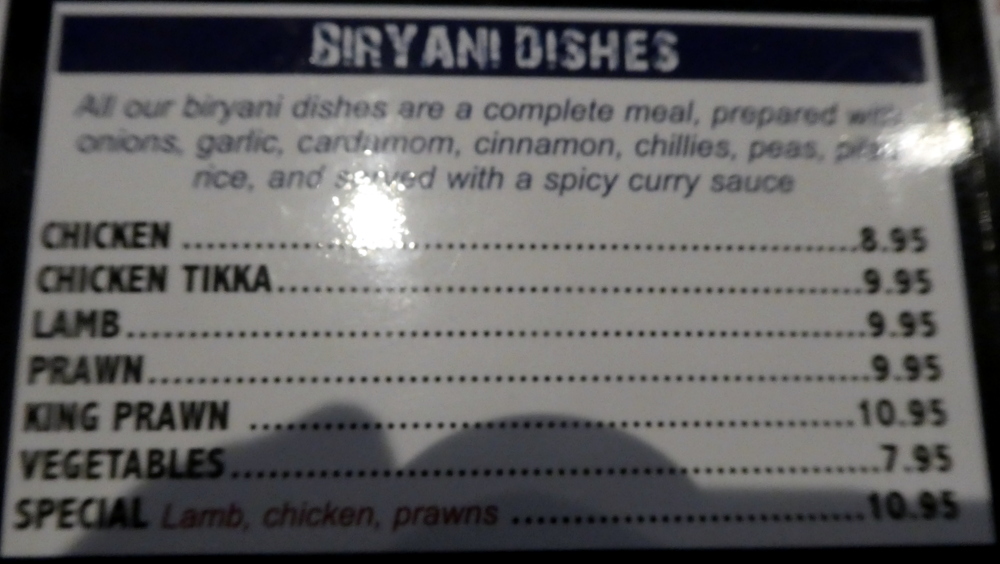 BIRYANI DISHES
All our biryani dishes are a complete meal, prepared with
onions, garlic, cardamom, cinnamon, chillies, peas,
rice, and served with a spicy curry sauce
CHICKEN ........ 8.95
CHICKEN TIKKA ........ 9.95
LAMB ........ 9.95
PRAWN ........ 9.95
KING PRAWN ........ 10.95
VEGETABLES ........ 7.95
SPECIAL Lamb, chicken, prawns ........ 10.95